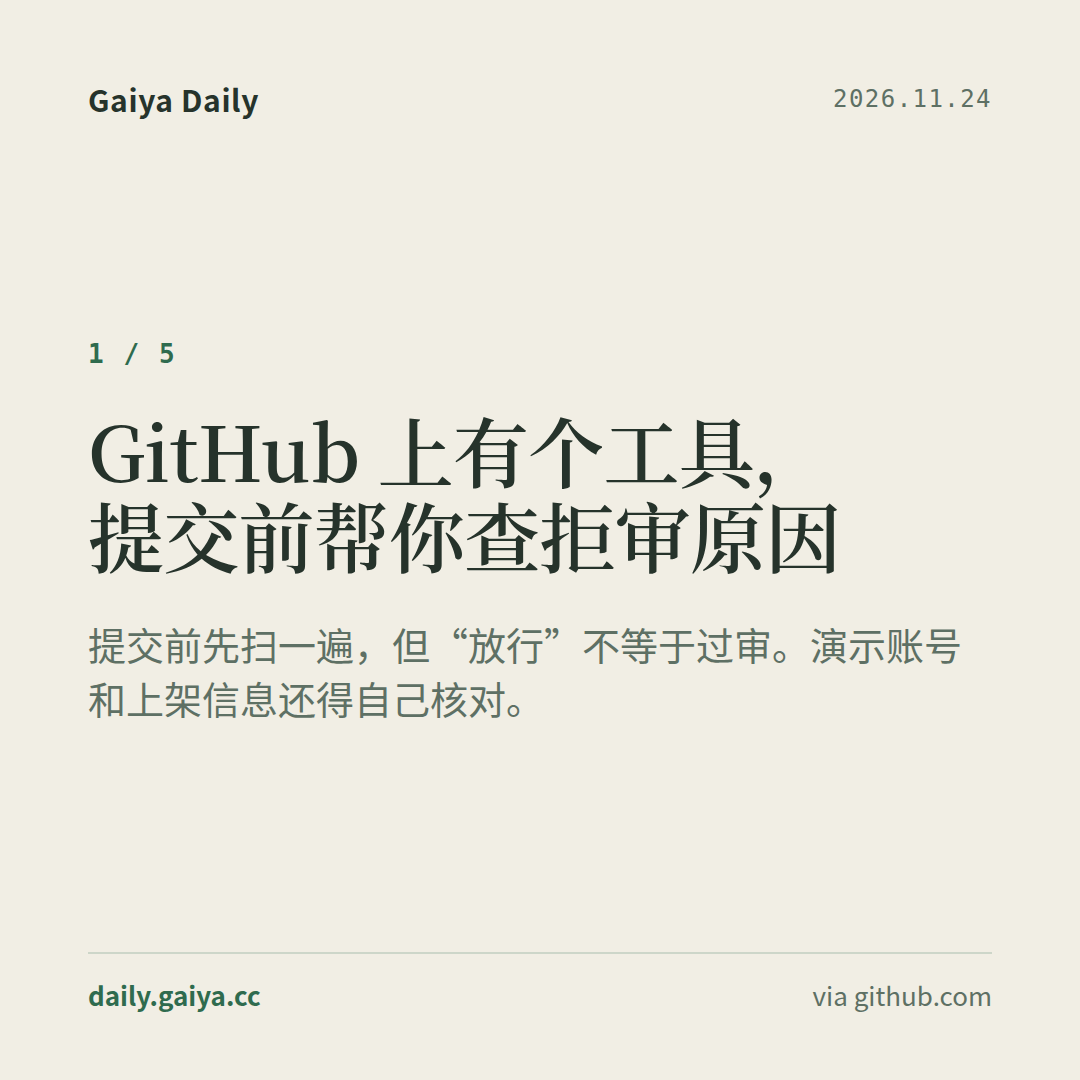 Gaiya Daily
2026.11.24
1 / 5
GitHub 上有个工具,
提交前帮你查拒审原因
提交前先扫一遍，但“放行”不等于过审。演示账号
和上架信息还得自己核对。
daily.gaiya.cc
via github.com